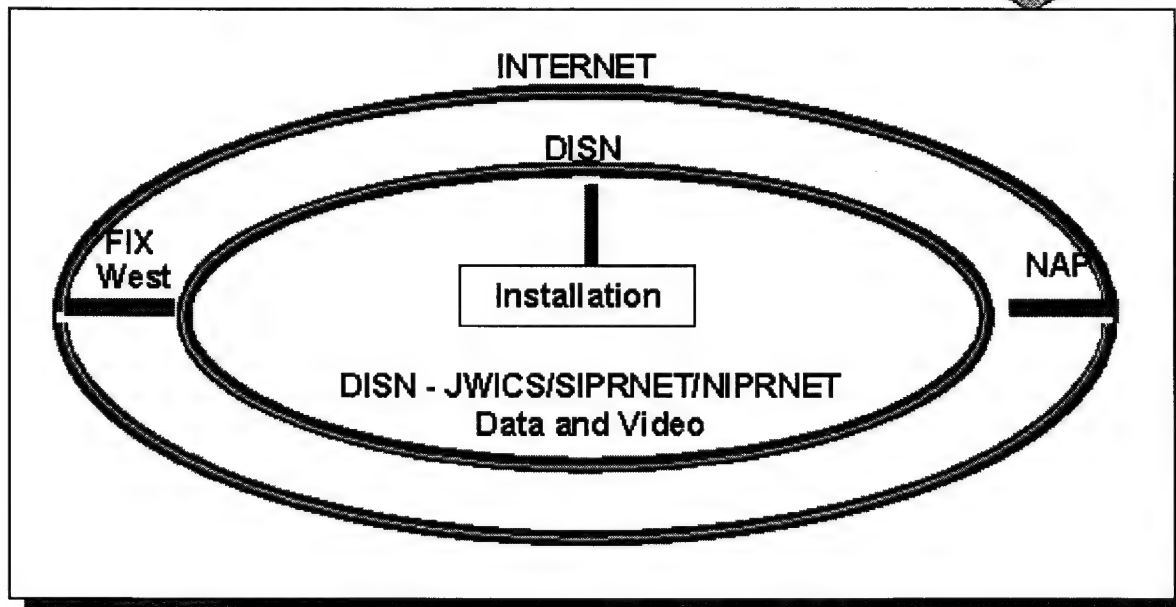 INTERNET
DISN
FIX
West
NAP
Installation
DISN - JWICS/SIPRNET/NIPRNET
Data and Video